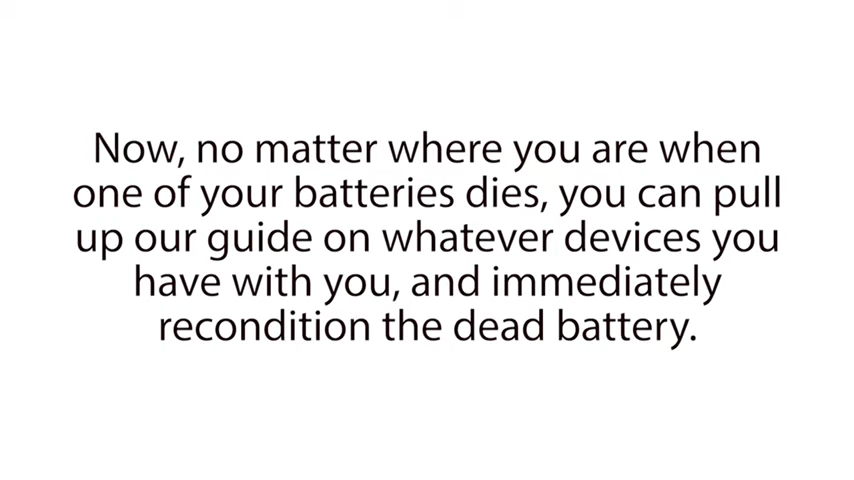 Now, no matter where you are when
one of your batteries dies, you can pull
up our guide on whatever devices you
have with you, and immediately
recondition the dead battery.